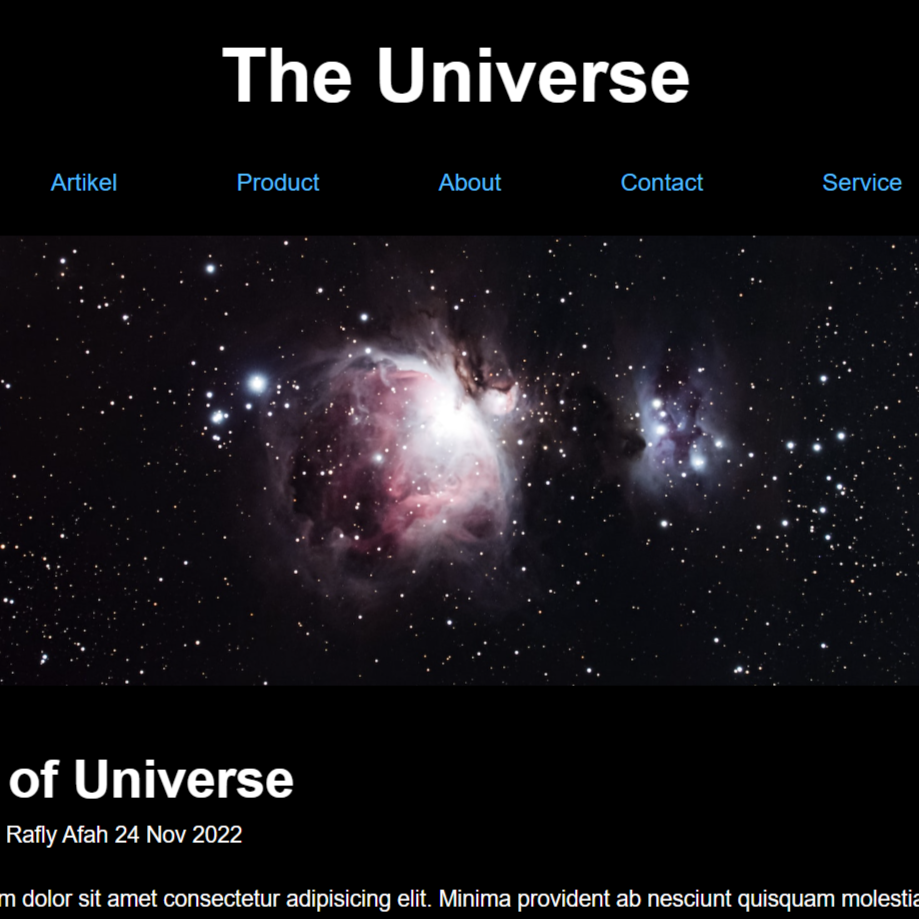 The Universe
Artikel Product About Contact Service
of Universe
Rafly Afah 24 Nov 2022
dolor sit amet consectetur adipisicing elit. Minima provident ab nesciunt quisquam